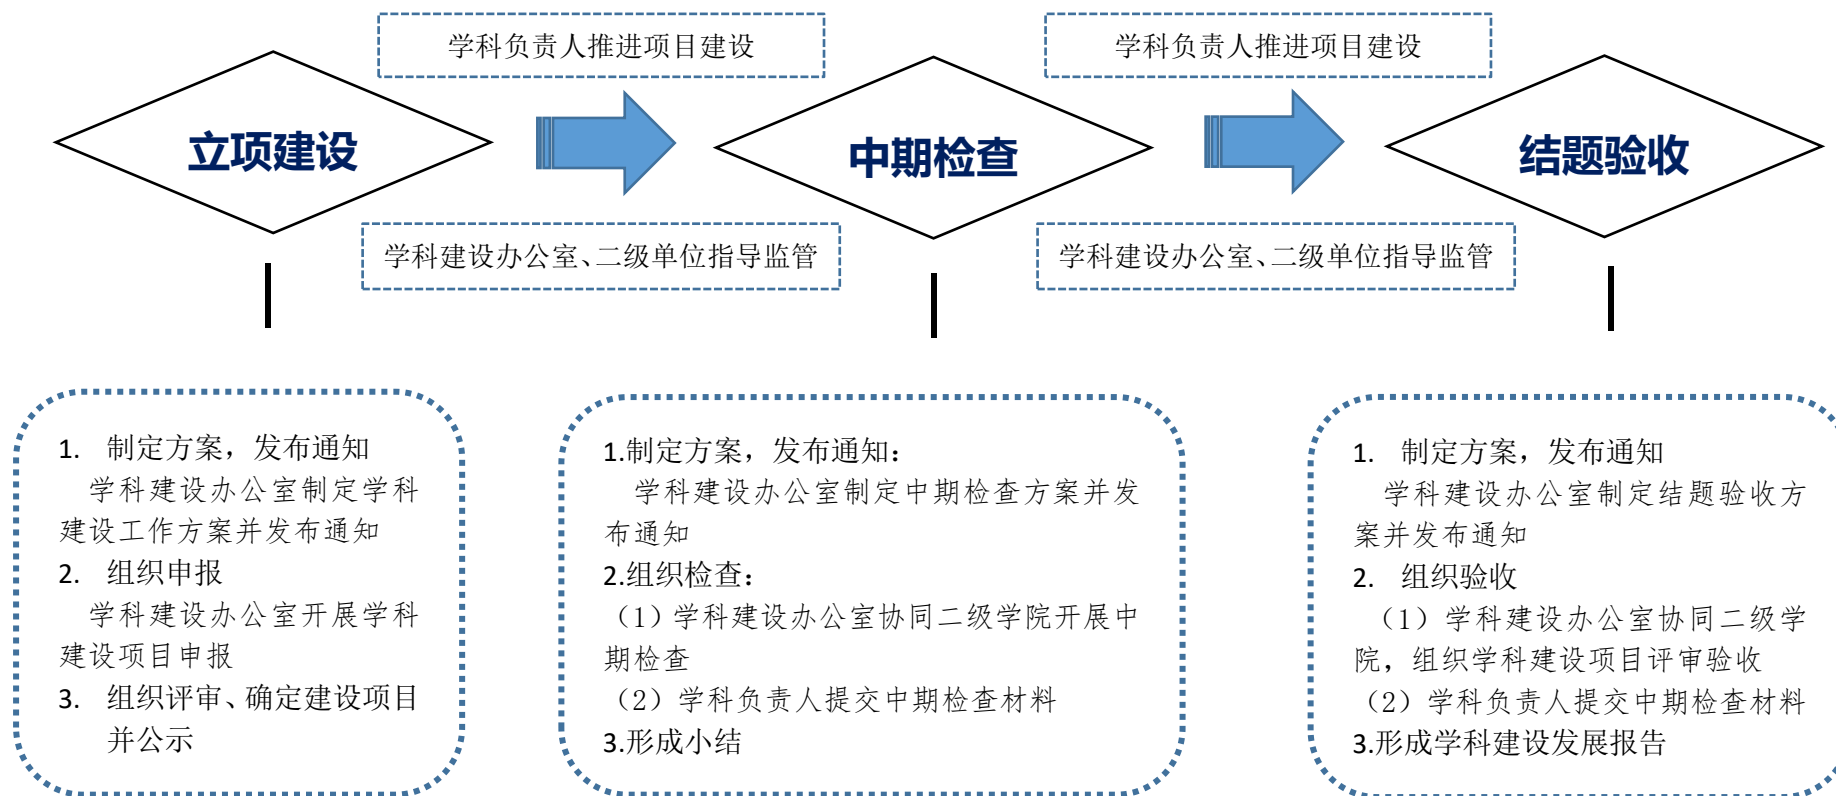 学科负责人推进项目建设
学科负责人推进项目建设
立项建设
中期检查
结题验收
学科建设办公室、二级单位指导监管
学科建设办公室、二级单位指导监管
1. 制定方案，发布通知
学科建设办公室制定学科
建设工作方案并发布通知
2. 组织申报
学科建设办公室开展学科
建设项目申报
3. 组织评审、确定建设项目
并公示
1.制定方案，发布通知：
学科建设办公室制定中期检查方案并发
布通知
2.组织检查：
（1）学科建设办公室协同二级学院开展中
期检查
（2）学科负责人提交中期检查材料
3.形成小结
1. 制定方案，发布通知
学科建设办公室制定结题验收方
案并发布通知
2. 组织验收
（1）学科建设办公室协同二级学
院，组织学科建设项目评审验收
（2）学科负责人提交中期检查材料
3.形成学科建设发展报告